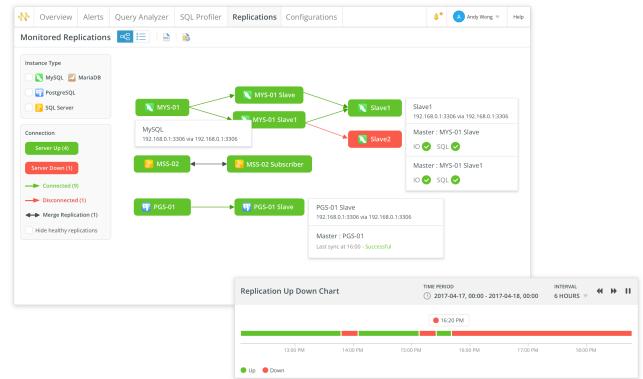 Overview Alerts Query Analyzer SQL Profiler Replications Configurations Andy Wong Help
Monitored Replications
Instance Type
MySQL MariaDB
PostgreSQL
SQL Server
Connection
Server Up (4)
Server Down (1)
Connected (9)
Disconnected (1)
Merge Replication (1)
Hide healthy replications
MYS-01
MYS-01 Slave
MYS-01 Slave1
Slave1
Slave2
MySQL
192.168.0.1:3306 via 192.168.0.1:3306
Slave1
192.168.0.1:3306 via 192.168.0.1:3306
Master : MYS-01 Slave
IO SQL
Master : MYS-01 Slave1
IO SQL
MSS-02
MSS-02 Subscriber
PGS-01
PGS-01 Slave
PGS-01 Slave
192.168.0.1:3306 via 192.168.0.1:3306
Master : PGS-01
Last sync at 16:00 - Successful
Replication Up Down Chart
TIME PERIOD
2017-04-17, 00:00 - 2017-04-18, 00:00
INTERVAL
6 HOURS
16:20 PM
13:00 PM 14:00 PM 15:00 PM 16:00 PM 17:00 PM 18:00 PM
Up Down